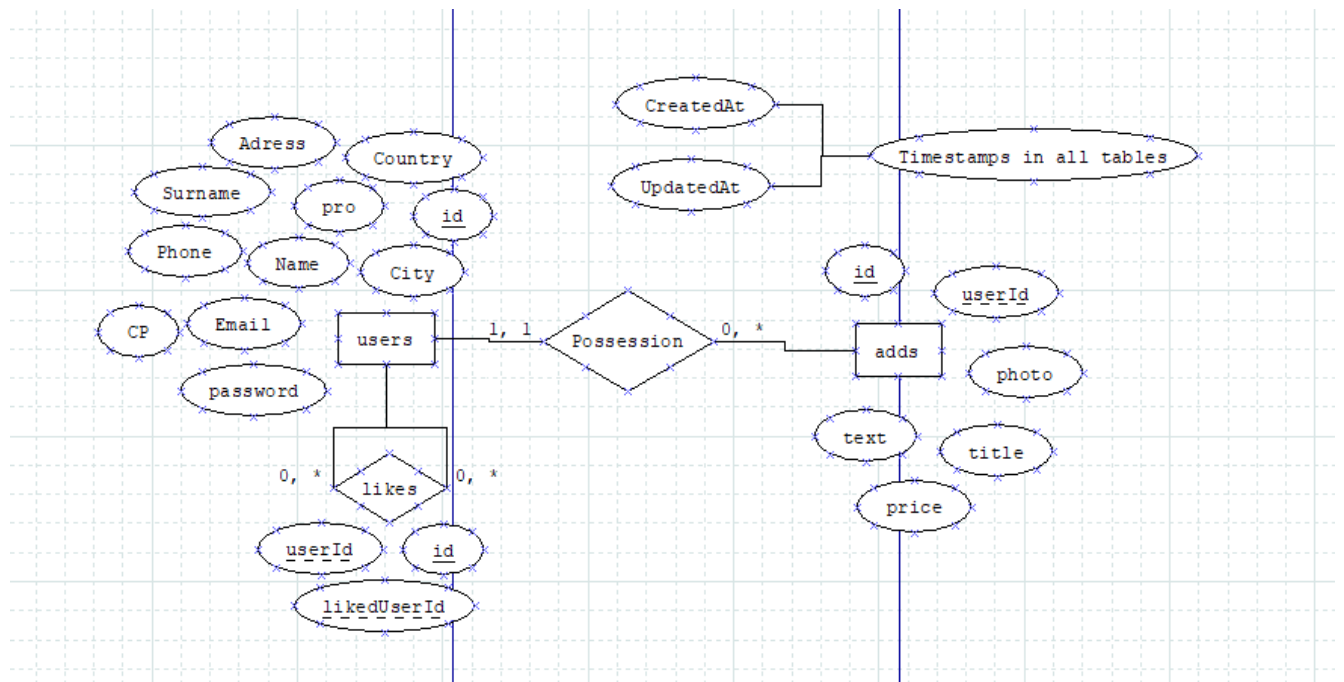 CreatedAt
Adress
Country
Timestamps in all tables
Surname
pro
UpdatedAt
id
Phone
Name
City
id
userId
CP
Email
users
1, 1
Possession
0, *
adds
password
photo
text
title
0, *
likes
0, *
price
userId
id
likedUserId